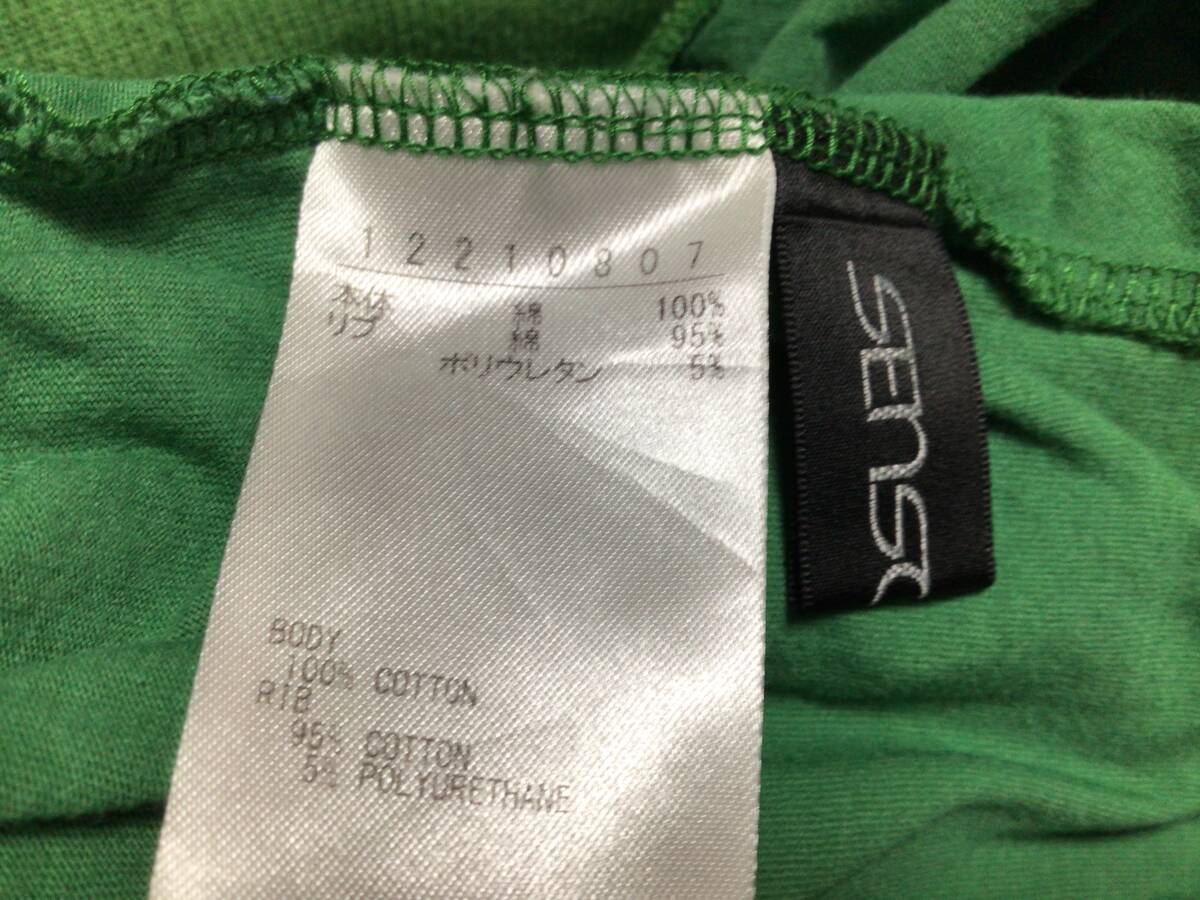 12210807
本体 綿 100%
リブ 綿 95%
ポリウレタン 5%
BODY
100% COTTON
RIB
95% COTTON
5% POLYURETHANE
SENSE